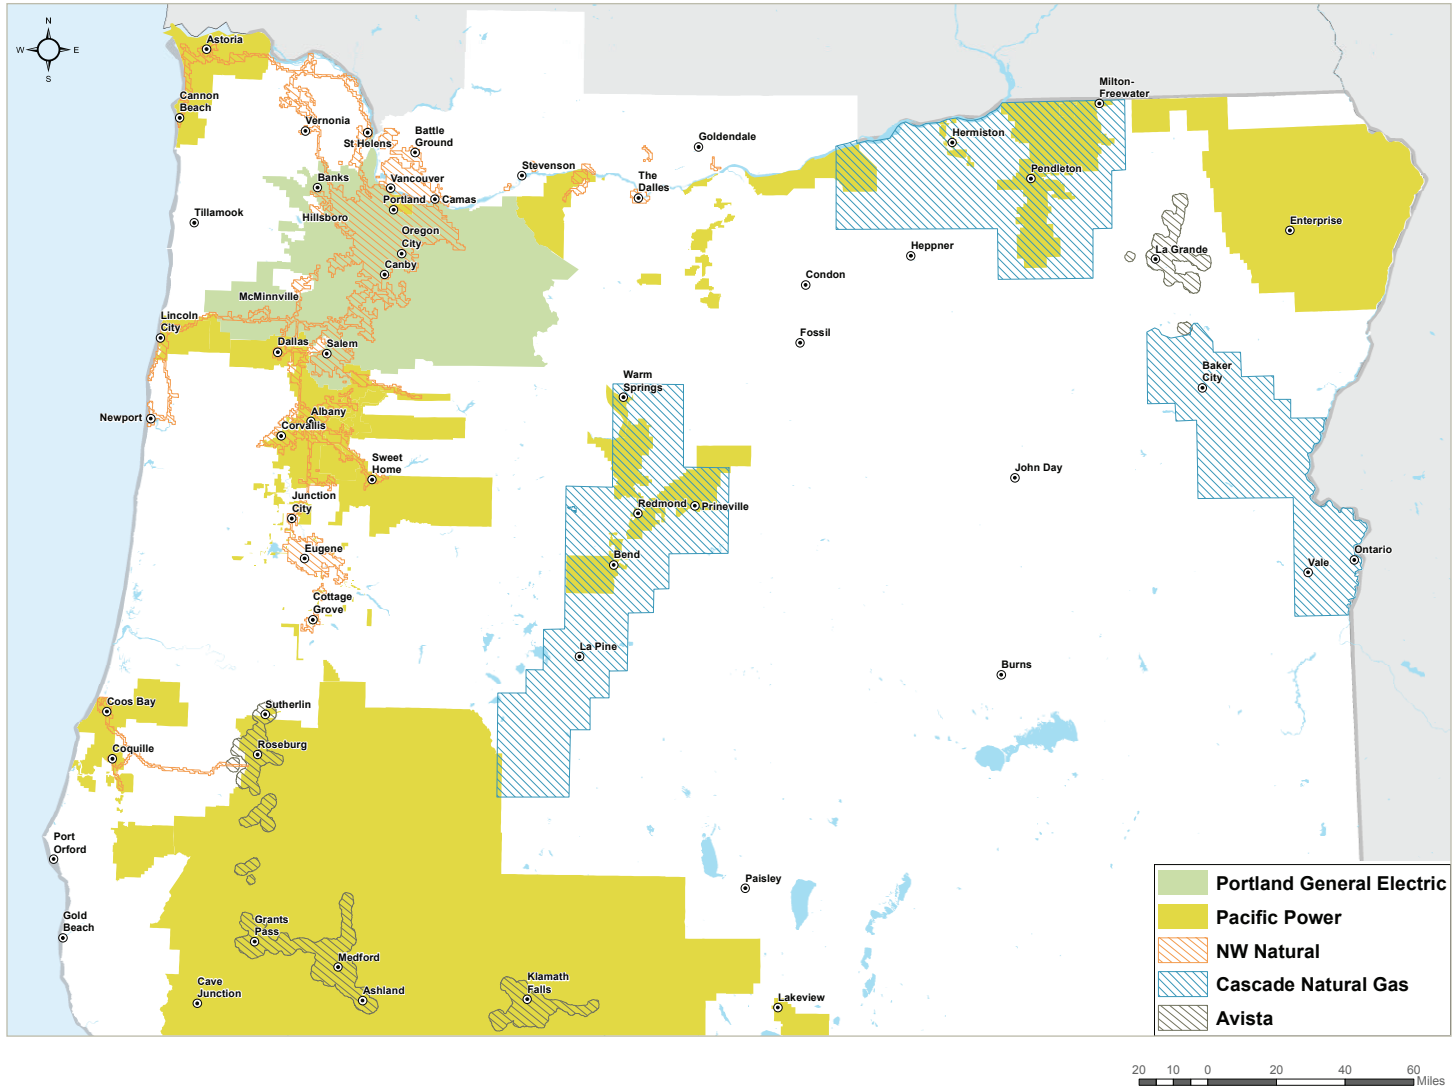 N
W
E
S
Astoria
Cannon
Beach
Vernonia
St Helens
Battle
Ground
Goldendale
Milton-
Freewater
Hermiston
Stevenson
Banks
Vancouver
Portland
Camas
The
Dalles
Pendleton
Tillamook
Hillsboro
Oregon
City
Canby
Enterprise
La Grande
Heppner
Condon
McMinnville
Lincoln
City
Dallas
Salem
Fossil
Warm
Springs
Baker
City
Newport
Albany
Corvallis
Sweet
Home
John Day
Junction
City
Redmond
Prineville
Eugene
Bend
Vale
Ontario
Cottage
Grove
La Pine
Burns
Coos Bay
Sutherlin
Coquille
Roseburg
Port
Orford
Paisley
Gold
Beach
Grants
Pass
Medford
Cave
Junction
Ashland
Klamath
Falls
Lakeview
Portland General Electric
Pacific Power
NW Natural
Cascade Natural Gas
Avista
20 10 0 20 40 60
Miles